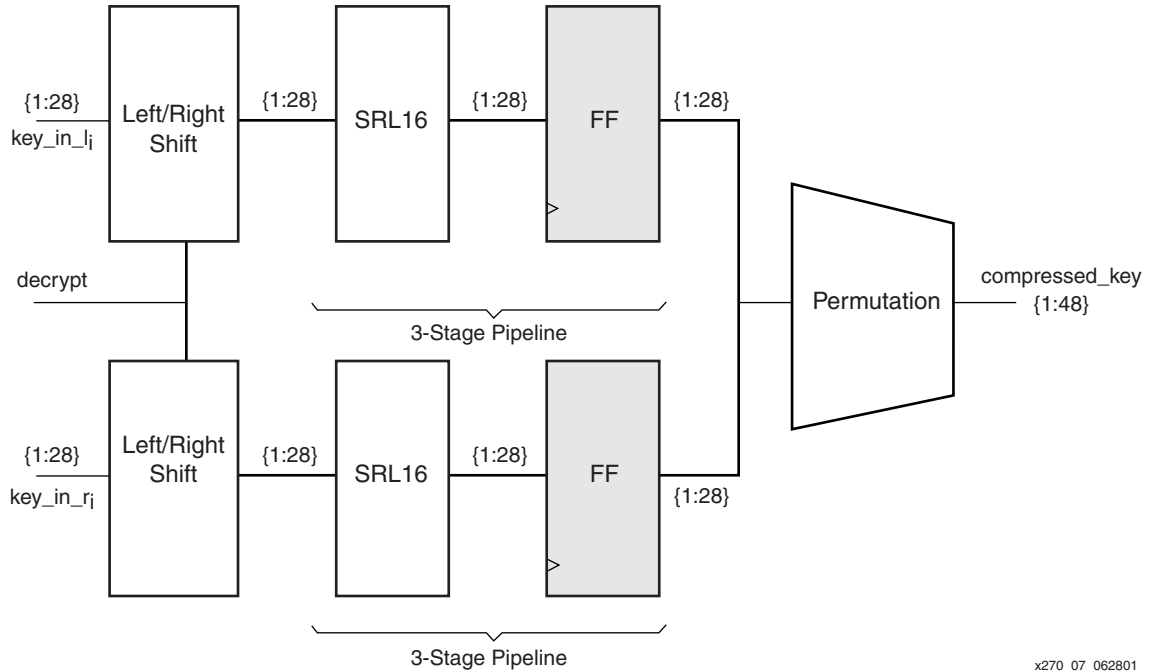 {1:28}
key_in_li
Left/Right
Shift
{1:28}
SRL16
{1:28}
FF
{1:28}
decrypt
3-Stage Pipeline
Permutation
compressed_key
{1:48}
{1:28}
key_in_ri
Left/Right
Shift
{1:28}
SRL16
{1:28}
FF
{1:28}
3-Stage Pipeline
x270_07_062801